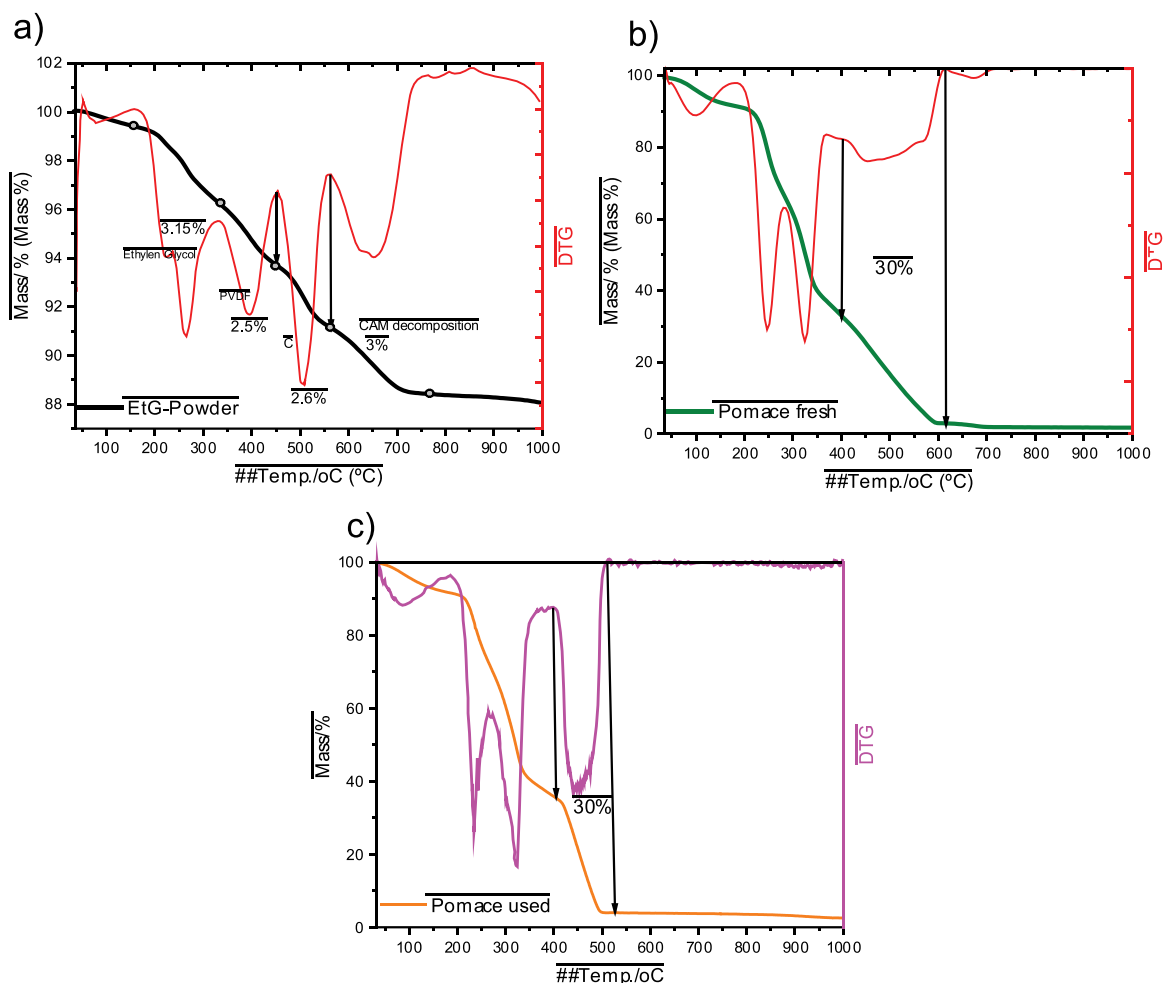 a)
102
100
98
96
94
92
90
88
Mass/ % (Mass %)
3.15%
Ethylen Glycol
PVDF
2.5%
C
2.6%
CAM decomposition
3%
EtG-Powder
DTG
100 200 300 400 500 600 700 800 900 1000
##Temp./oC (ºC)
b)
100
80
60
40
20
0
Mass/ % (Mass %)
30%
Pomace fresh
DTG
100 200 300 400 500 600 700 800 900 1000
##Temp./oC (ºC)
c)
100
80
60
40
20
0
Mass/%
30%
Pomace used
DTG
100 200 300 400 500 600 700 800 900 1000
##Temp./oC